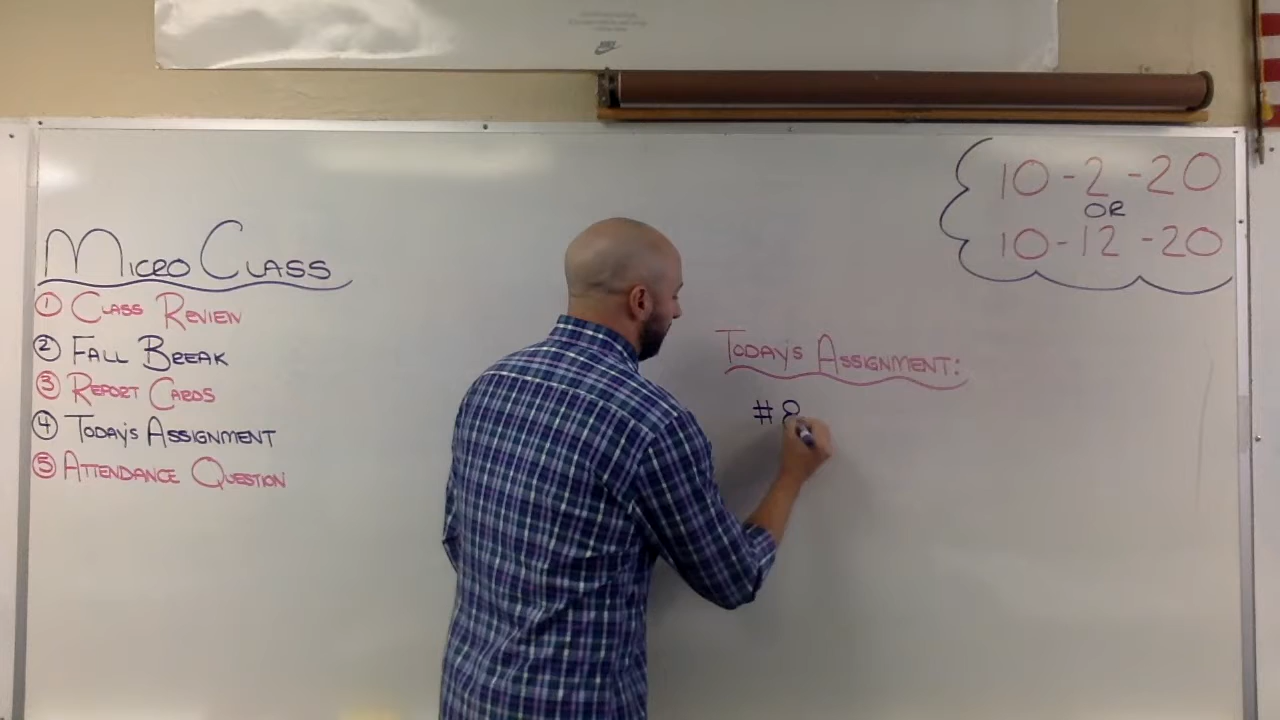 Micro Class
① Class Review
② Fall Break
③ Report Cards
④ Today's Assignment
⑤ Attendance Question
10-2-20
OR
10-12-20
Today's Assignment:
#8